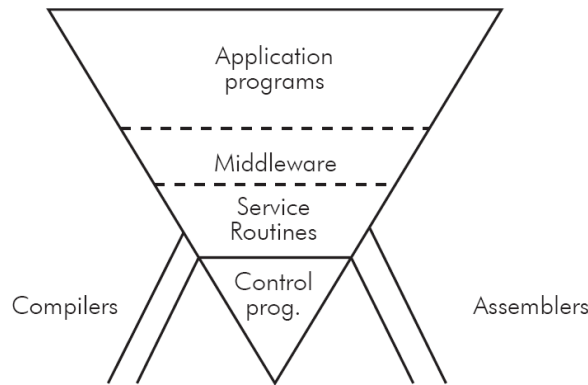 Application
programs
Middleware
Service
Routines
Control
prog.
Compilers
Assemblers